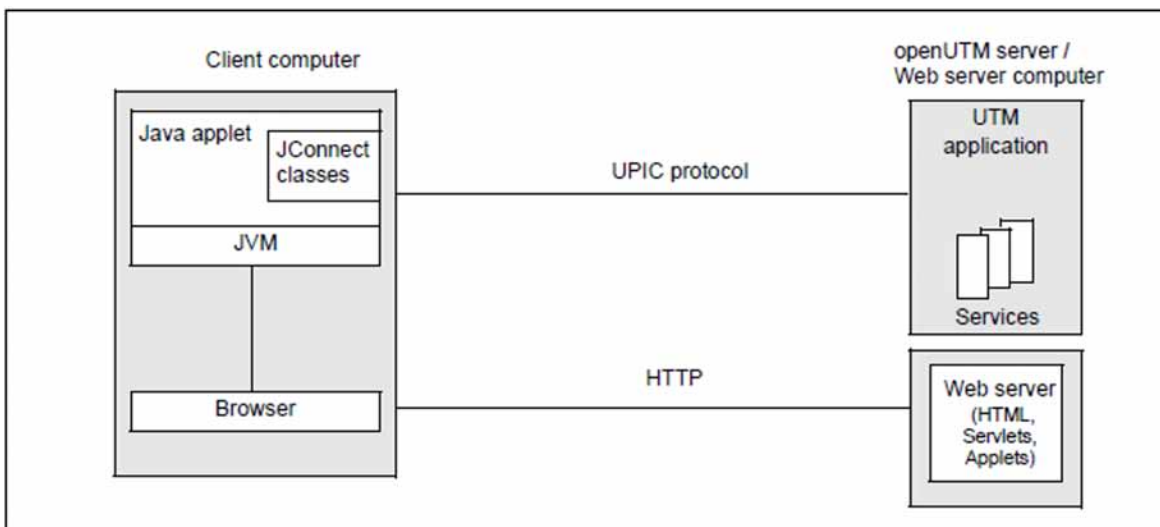 Client computer
openUTM server /
Web server computer
Java applet
JConnect
classes
JVM
Browser
UPIC protocol
HTTP
UTM
application
Services
Web server
(HTML,
Servlets,
Applets)